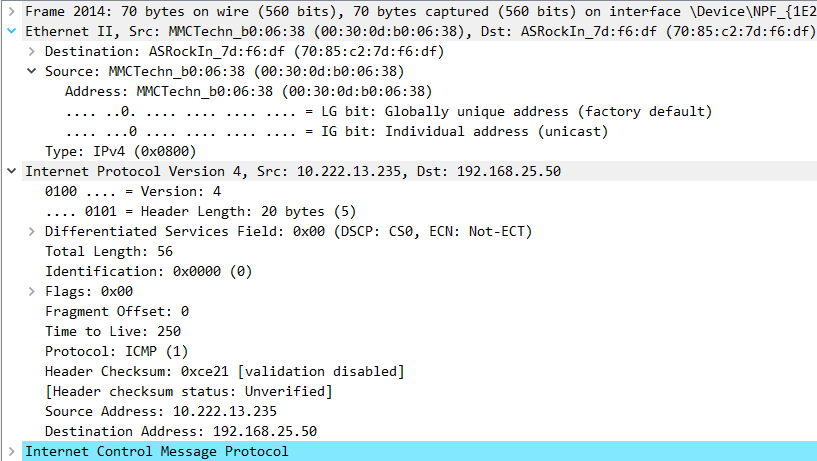 Frame 2014: 70 bytes on wire (560 bits), 70 bytes captured (560 bits) on interface \Device\NPF_{1E2
Ethernet II, Src: MMCTechn_b0:06:38 (00:30:0d:b0:06:38), Dst: ASRockIn_7d:f6:df (70:85:c2:7d:f6:df)
Destination: ASRockIn_7d:f6:df (70:85:c2:7d:f6:df)
Source: MMCTechn_b0:06:38 (00:30:0d:b0:06:38)
Address: MMCTechn_b0:06:38 (00:30:0d:b0:06:38)
.... ..0. .... .... .... .... = LG bit: Globally unique address (factory default)
.... ...0 .... .... .... .... = IG bit: Individual address (unicast)
Type: IPv4 (0x0800)
Internet Protocol Version 4, Src: 10.222.13.235, Dst: 192.168.25.50
0100 .... = Version: 4
.... 0101 = Header Length: 20 bytes (5)
Differentiated Services Field: 0x00 (DSCP: CS0, ECN: Not-ECT)
Total Length: 56
Identification: 0x0000 (0)
Flags: 0x00
Fragment Offset: 0
Time to Live: 250
Protocol: ICMP (1)
Header Checksum: 0xce21 [validation disabled]
[Header checksum status: Unverified]
Source Address: 10.222.13.235
Destination Address: 192.168.25.50
Internet Control Message Protocol